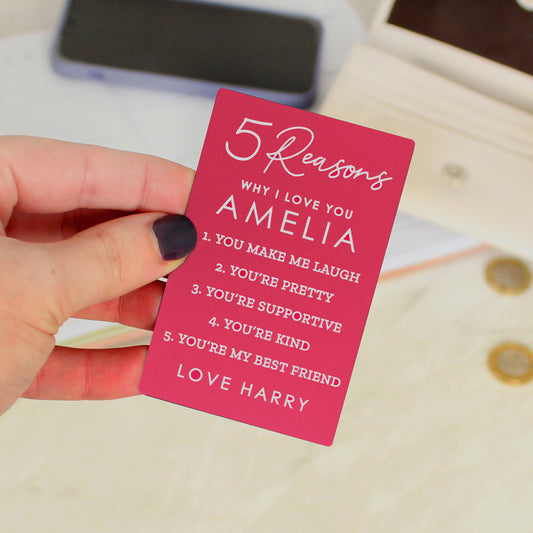 5 Reasons
WHY I LOVE YOU
AMELIA
1. YOU MAKE ME LAUGH
2. YOU'RE PRETTY
3. YOU'RE SUPPORTIVE
4. YOU'RE KIND
5. YOU'RE MY BEST FRIEND
LOVE HARRY